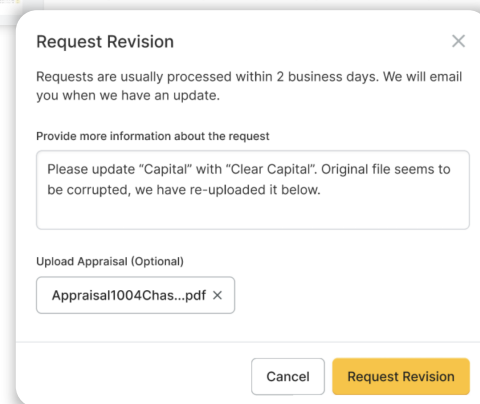 Request Revision
Requests are usually processed within 2 business days. We will email
you when we have an update.
Provide more information about the request
Please update “Capital” with “Clear Capital”. Original file seems to
be corrupted, we have re-uploaded it below.
Upload Appraisal (Optional)
Appraisal1004Chas...pdf
Cancel
Request Revision